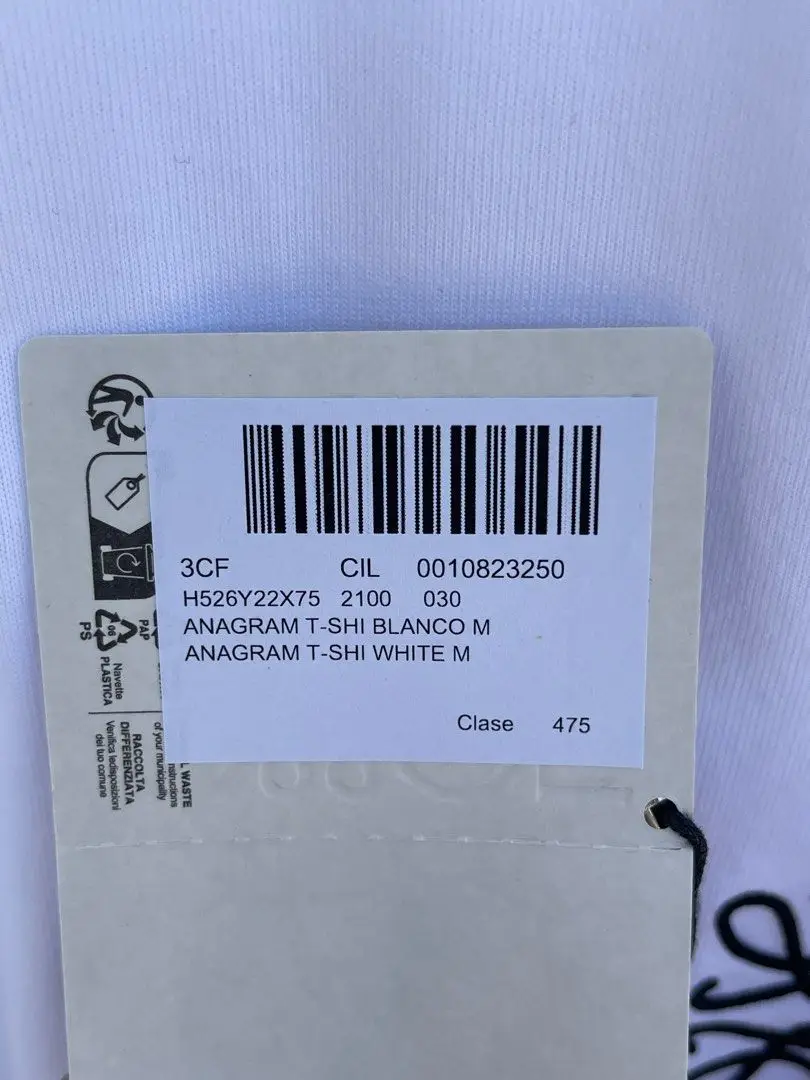 3CF CIL 0010823250
H526Y22X75 2100 030
ANAGRAM T-SHI BLANCO M
ANAGRAM T-SHI WHITE M
Clase 475
PAP
06
PS
Navette
PLASTICA
RACCOLTA
DIFFERENZIATA
Verifica le disposizioni
del tuo comune
WASTE
of your municipality